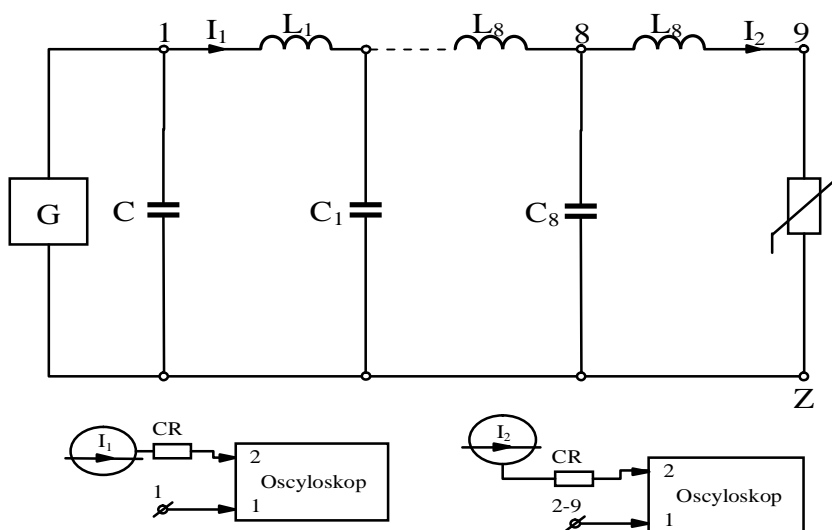 1 I₁ L₁ L₈ 8 L₈ I₂ 9
G C C₁ C₈
Z
I₁ CR 2
Oscyloskop
1 1
I₂ CR 2
Oscyloskop
2-9 1